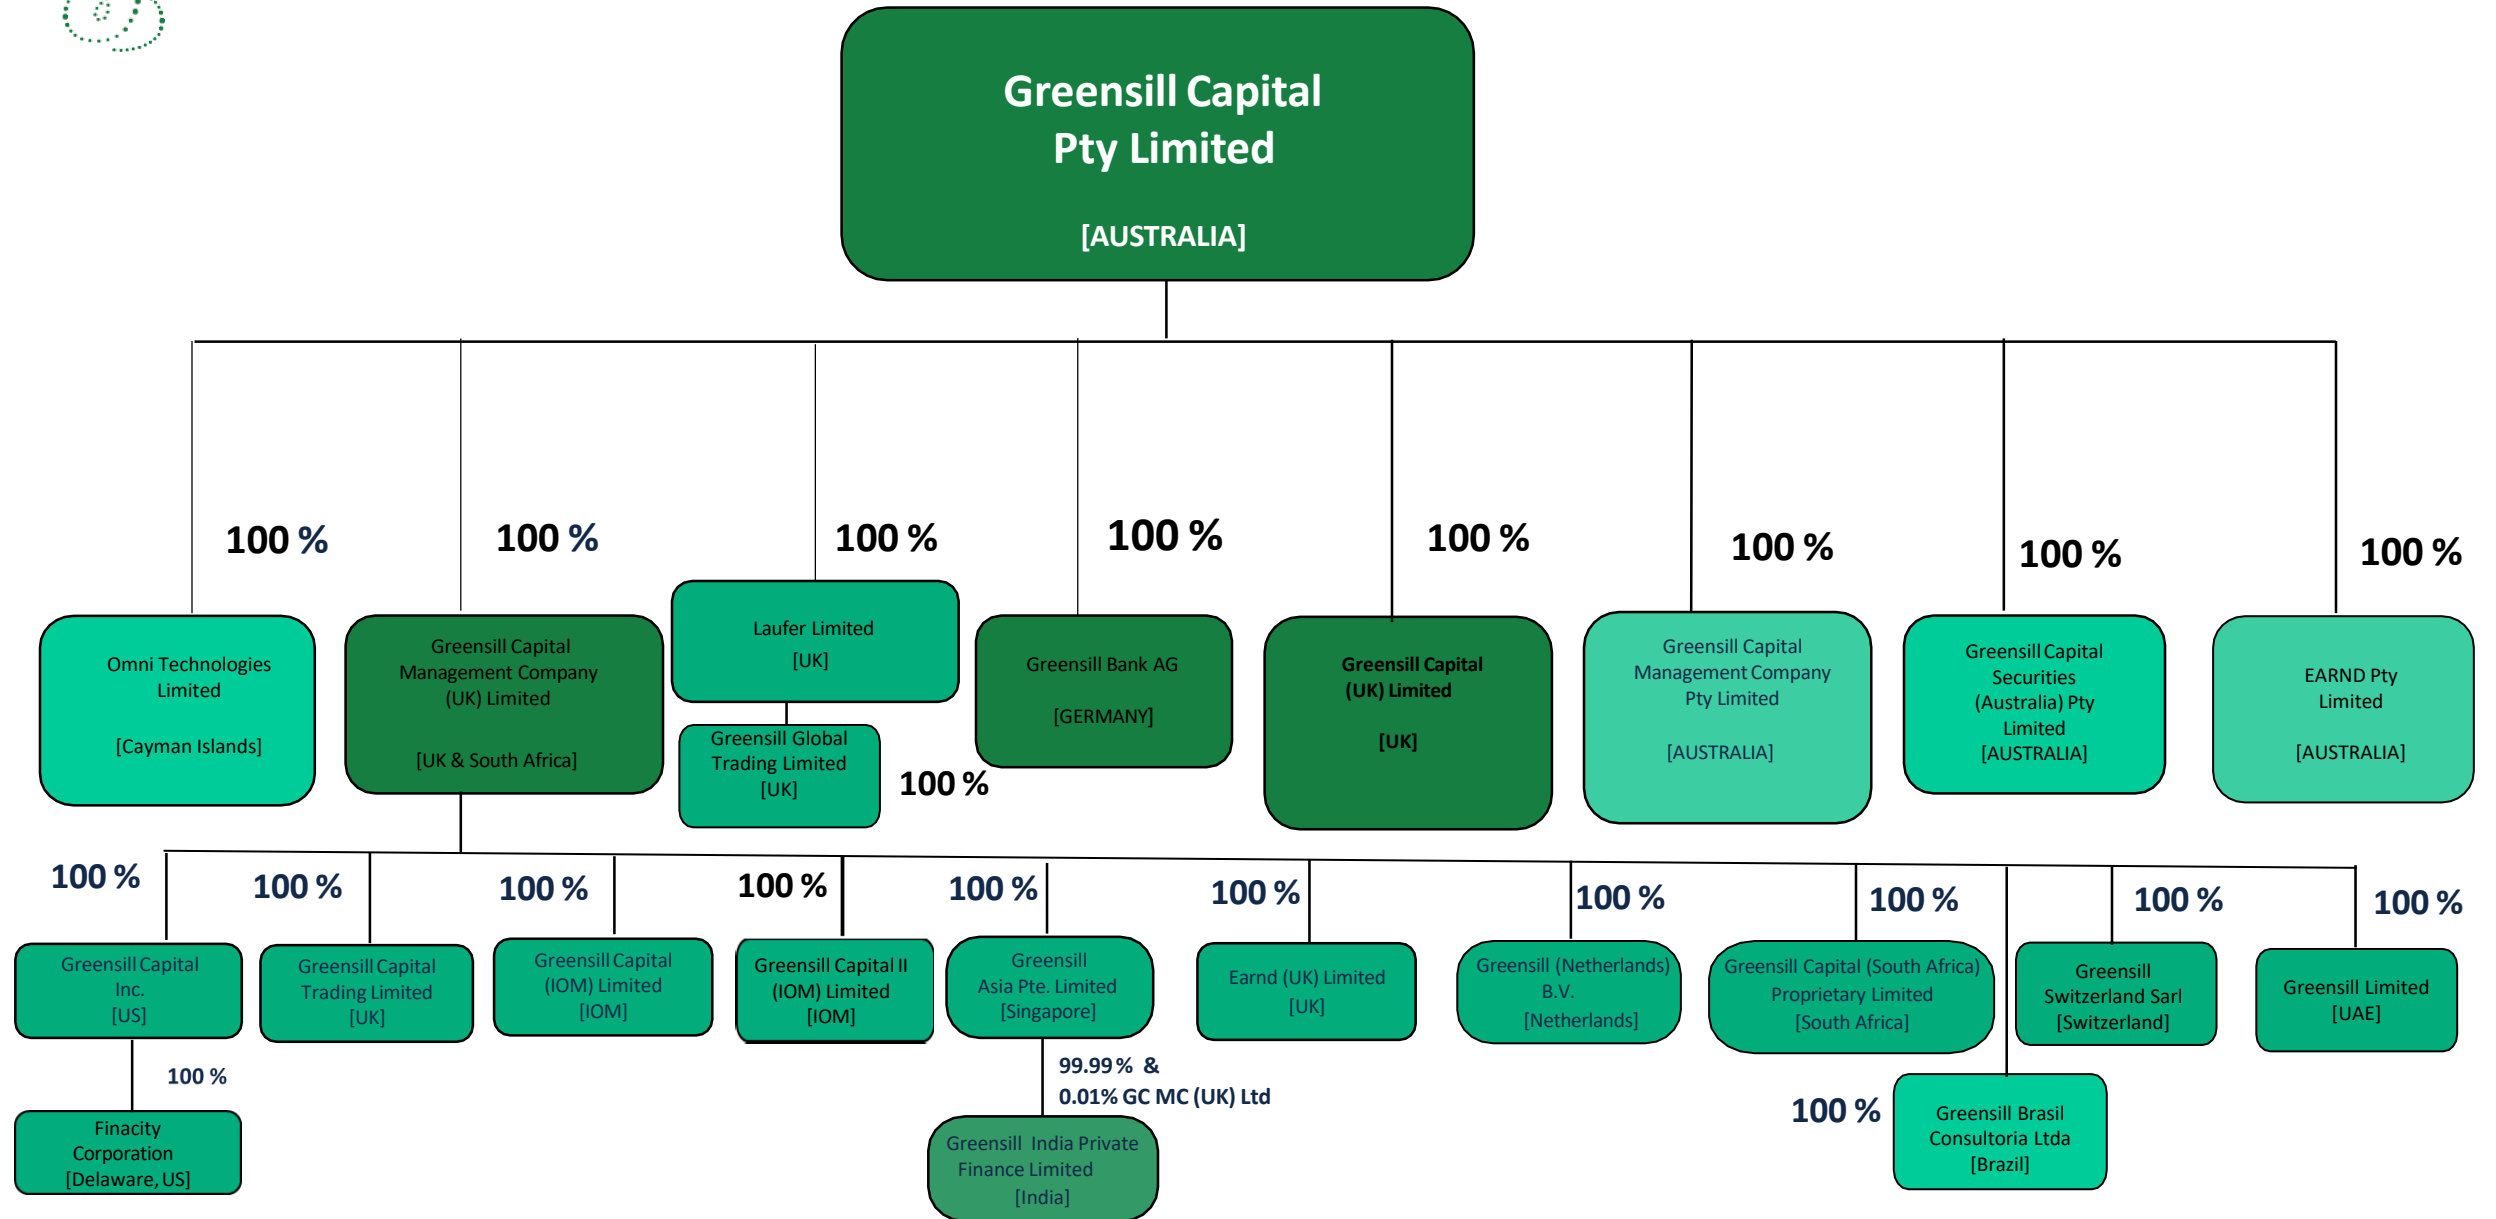 Greensill Capital
Pty Limited
[AUSTRALIA]
100 %
100 %
100 %
100 %
100 %
100 %
100 %
100 %
Omni Technologies
Limited
[Cayman Islands]
Greensill Capital
Management Company
(UK) Limited
[UK & South Africa]
Laufer Limited
[UK]
Greensill Global
Trading Limited
[UK]
100 %
Greensill Bank AG
[GERMANY]
Greensill Capital
(UK) Limited
[UK]
Greensill Capital
Management Company
Pty Limited
[AUSTRALIA]
Greensill Capital
Securities
(Australia) Pty
Limited
[AUSTRALIA]
EARND Pty
Limited
[AUSTRALIA]
100 %
100 %
100 %
100 %
100 %
100 %
100 %
100 %
100 %
100 %
Greensill Capital
Inc.
[US]
Greensill Capital
Trading Limited
[UK]
Greensill Capital
(IOM) Limited
[IOM]
Greensill Capital II
(IOM) Limited
[IOM]
Greensill
Asia Pte. Limited
[Singapore]
Earnd (UK) Limited
[UK]
Greensill (Netherlands)
B.V.
[Netherlands]
Greensill Capital (South Africa)
Proprietary Limited
[South Africa]
Greensill
Switzerland Sarl
[Switzerland]
Greensill Limited
[UAE]
100 %
Finacity
Corporation
[Delaware, US]
99.99 % &
0.01% GC MC (UK) Ltd
Greensill India Private
Finance Limited
[India]
100 %
Greensill Brasil
Consultoria Ltda
[Brazil]